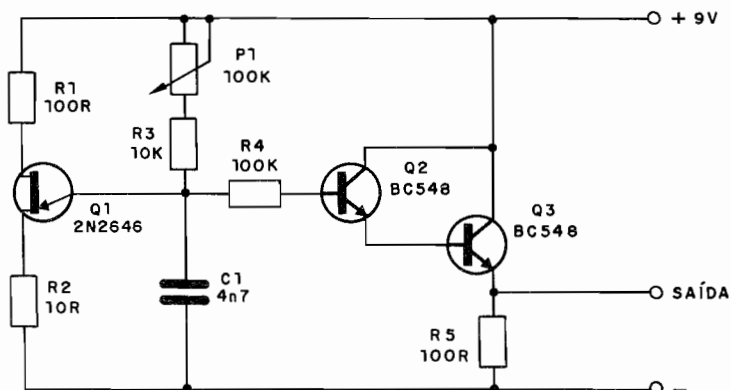 + 9V
P1
100K
R1
100R
R3
10K
R4
100K
Q2
BC548
Q3
BC548
Q1
2N2646
C1
4n7
R2
10R
SAÍDA
R5
100R
-